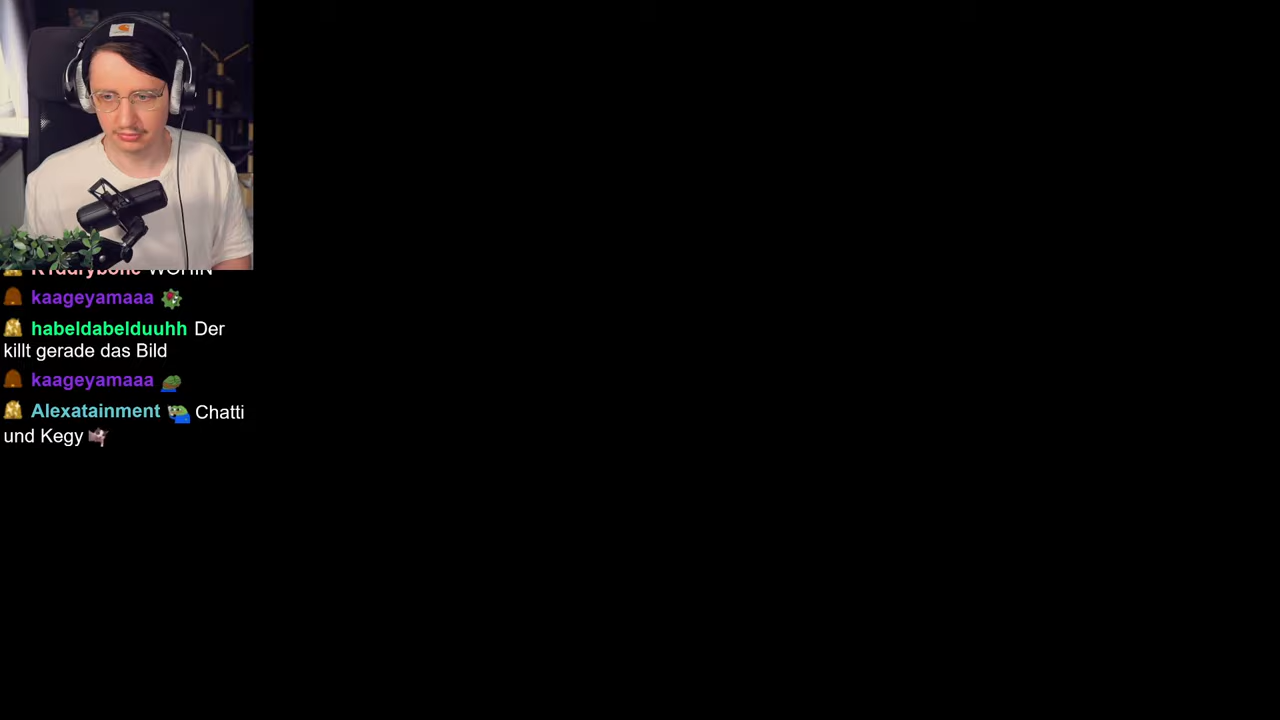 kaageyamaaa
habeldabelduuhh Der
killt gerade das Bild
kaageyamaaa
Alexatainment Chatti
und Kegy